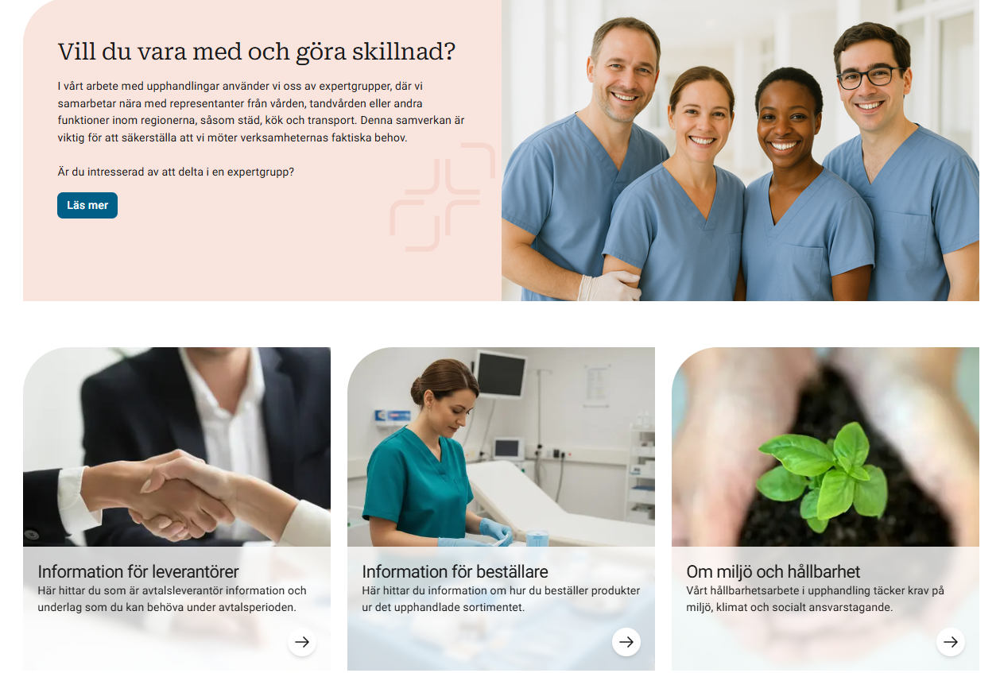 Vill du vara med och göra skillnad?
I vårt arbete med upphandlingar använder vi oss av expertgrupper, där vi
samarbetar nära med representanter från vården, tandvården eller andra
funktioner inom regionerna, såsom städ, kök och transport. Denna samverkan är
viktig för att säkerställa att vi möter verksamheternas faktiska behov.
Är du intresserad av att delta i en expertgrupp?
Läs mer
Information för leverantörer
Här hittar du som är avtalsleverantör information och
underlag som du kan behöva under avtalsperioden.
Information för beställare
Här hittar du information om hur du beställer produkter
ur det upphandlade sortimentet.
Om miljö och hållbarhet
Vårt hållbarhetsarbete i upphandling täcker krav på
miljö, klimat och socialt ansvarstagande.